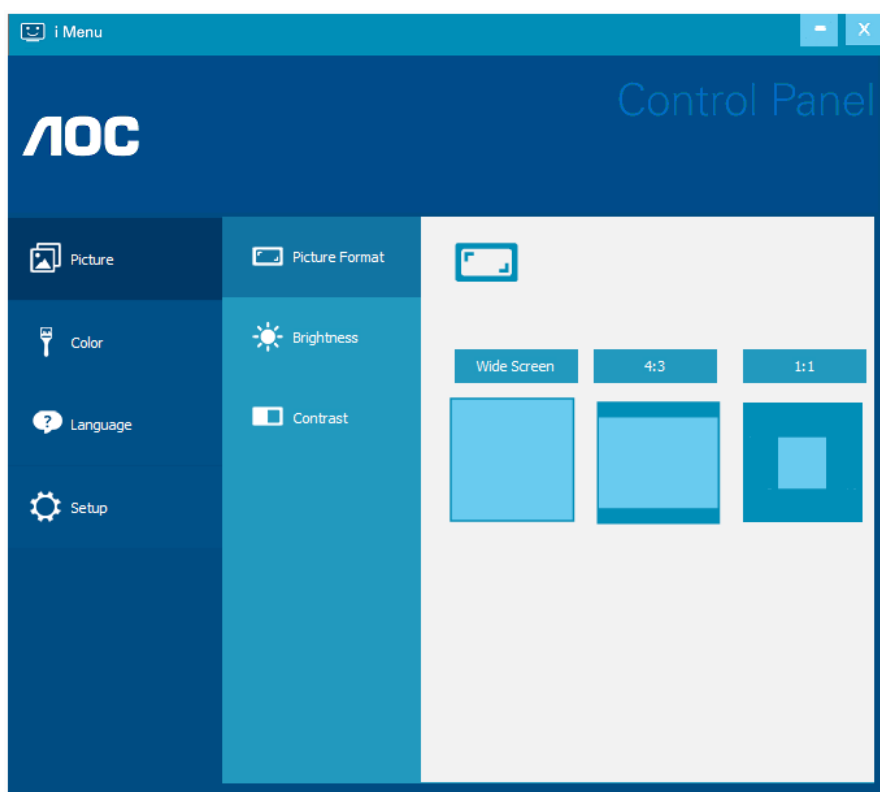 i Menu
X
Control Panel
AOC
Picture
Color
Language
Setup
Picture Format
Brightness
Contrast
Wide Screen
4:3
1:1